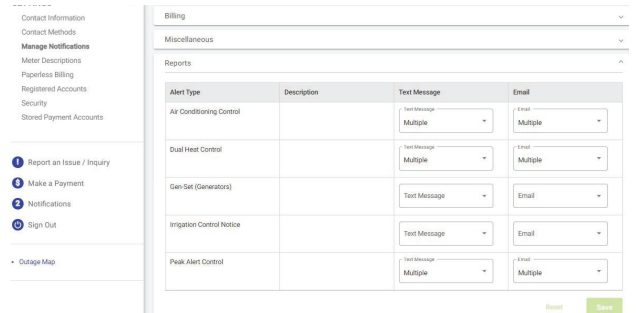 Contact Information
Contact Methods
Manage Notifications
Meter Descriptions
Paperless Billing
Registered Accounts
Security
Stored Payment Accounts
Report an Issue / Inquiry
Make a Payment
2 Notifications
Sign Out
Outage Map
Billing
Miscellaneous
Reports
Alert Type Description Text Message Email
Air Conditioning Control Text Message Multiple Email Multiple
Dual Heat Control Text Message Multiple Email Multiple
Gen-Set (Generators) Text Message Email
Irrigation Control Notice Text Message Email
Peak Alert Control Text Message Multiple Email Multiple
Reset Save